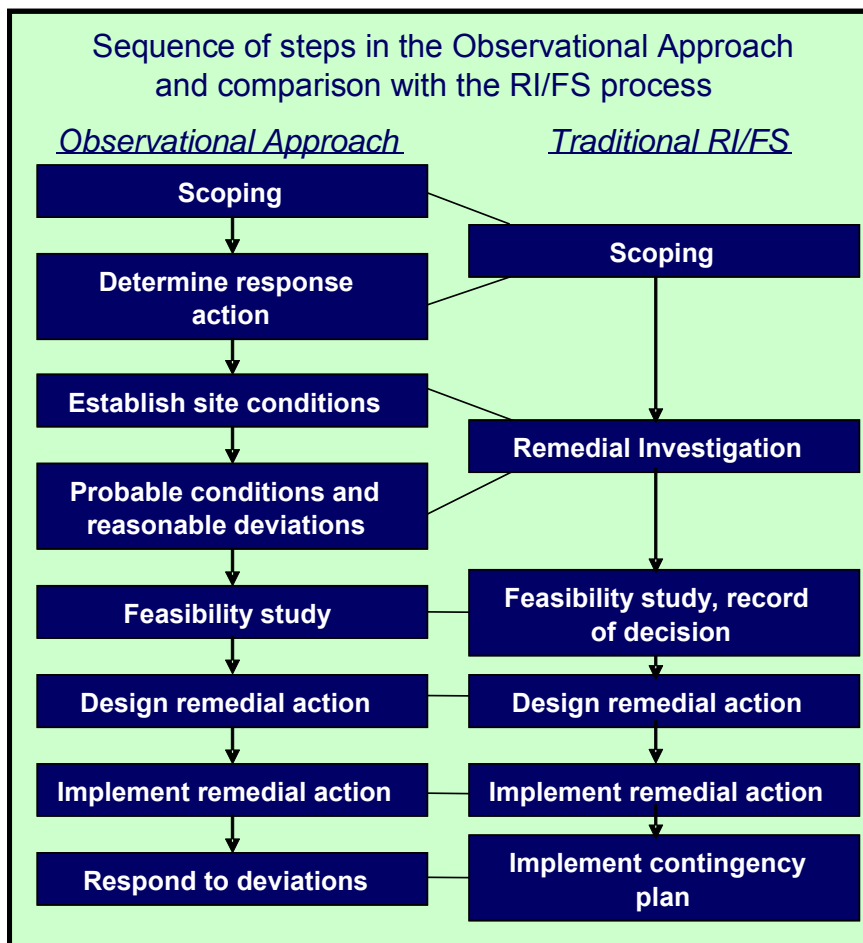 Sequence of steps in the Observational Approach
and comparison with the RI/FS process
Observational Approach
Traditional RI/FS
Scoping
Scoping
Determine response
action
Establish site conditions
Remedial Investigation
Probable conditions and
reasonable deviations
Feasibility study
Feasibility study, record
of decision
Design remedial action
Design remedial action
Implement remedial action
Implement remedial action
Respond to deviations
Implement contingency
plan